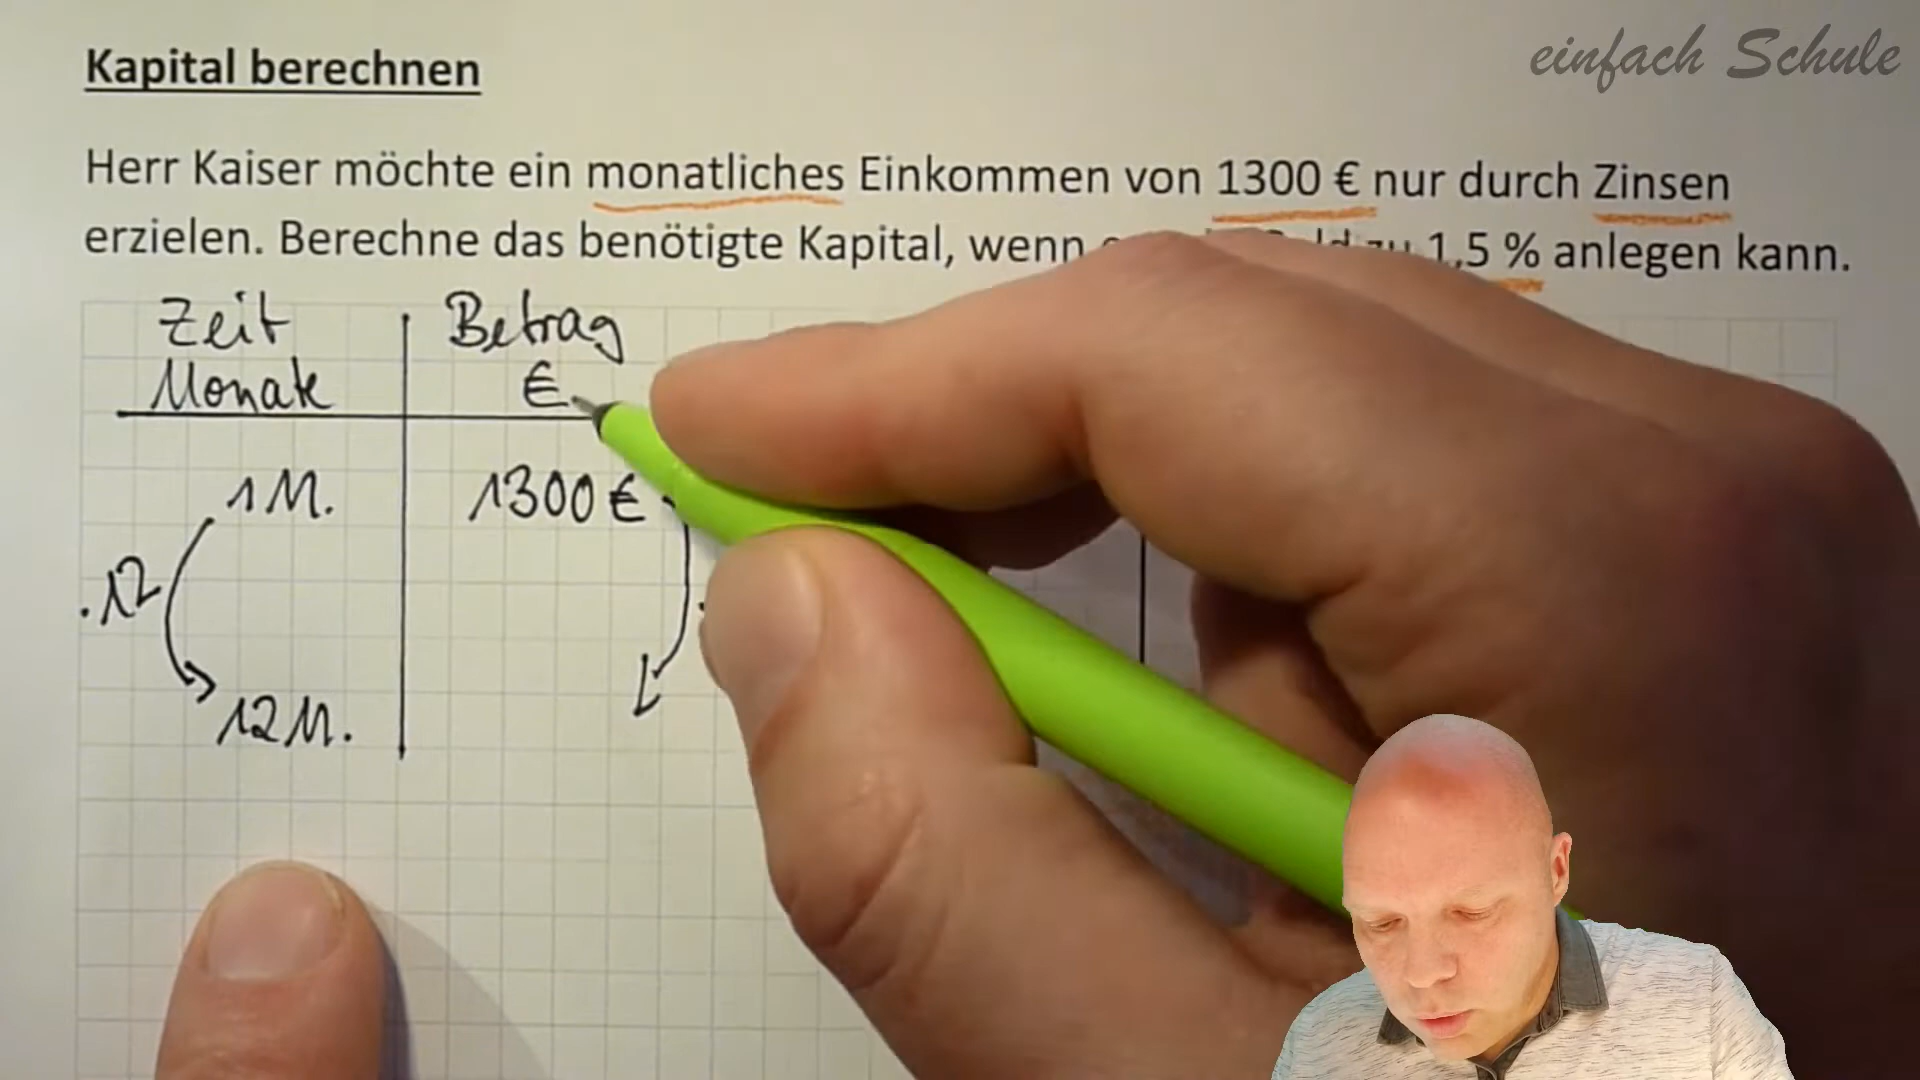 einfach Schule
Kapital berechnen
Herr Kaiser möchte ein monatliches Einkommen von 1300 € nur durch Zinsen
erzielen. Berechne das benötigte Kapital, wenn zu 1,5 % anlegen kann.
Zeit Betrag
Monate €
1 M. 1300 €
·12
12 M.